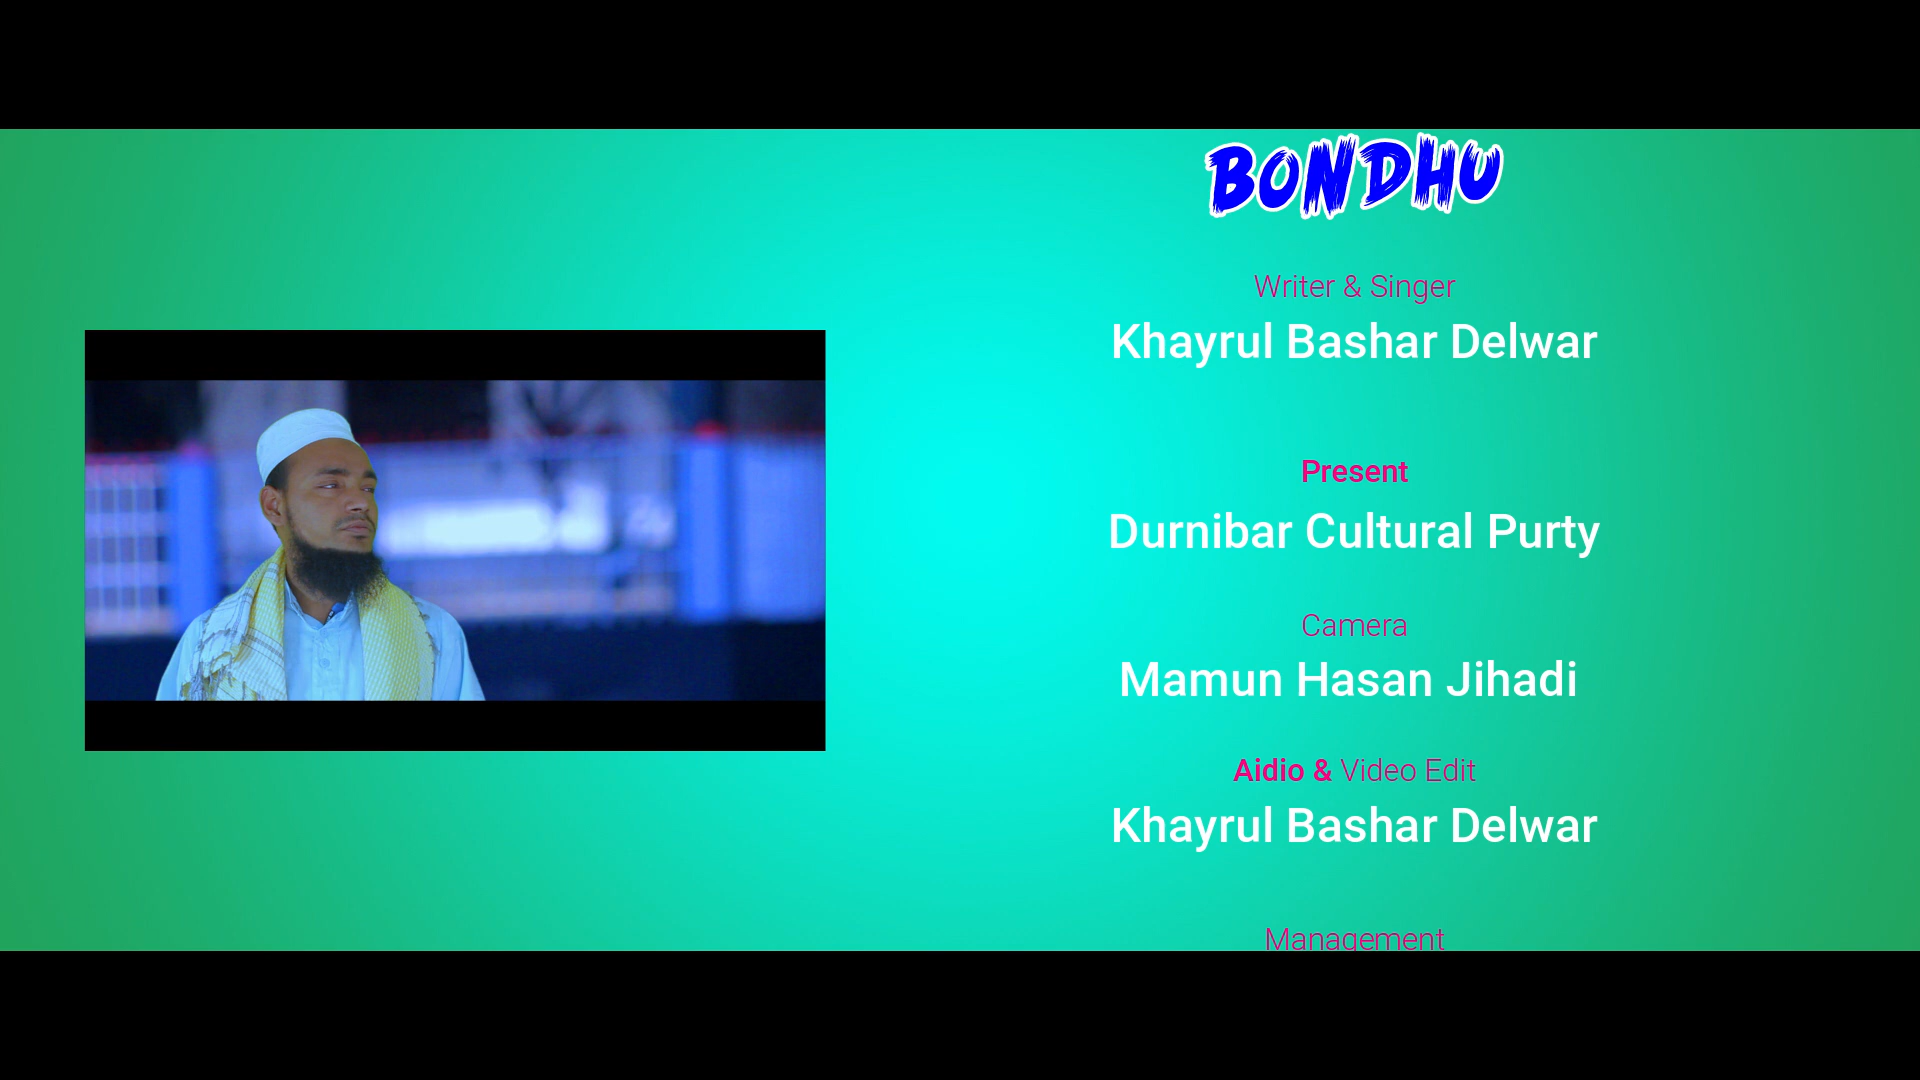 BONDHU
Writer & Singer
Khayrul Bashar Delwar
Present
Durnibar Cultural Purty
Camera
Mamun Hasan Jihadi
Aidio & Video Edit
Khayrul Bashar Delwar
Management